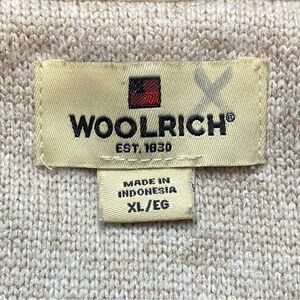 WOOLRICH®
EST. 1830
MADE IN
INDONESIA
XL/EG